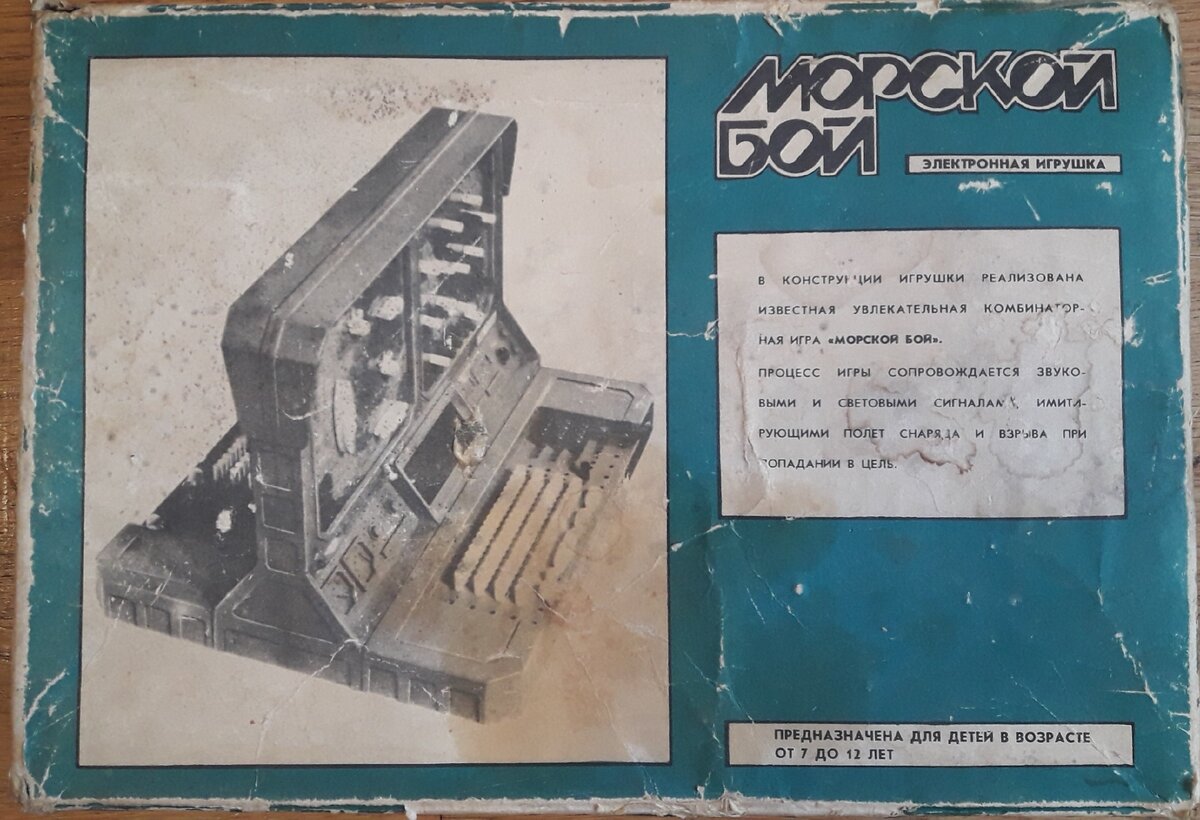 МОРСКОЙ
БОЙ
ЭЛЕКТРОННАЯ ИГРУШКА
В КОНСТРУКЦИИ ИГРУШКИ РЕАЛИЗОВАНА
ИЗВЕСТНАЯ УВЛЕКАТЕЛЬНАЯ КОМБИНАТОР-
НАЯ ИГРА «МОРСКОЙ БОЙ».
ПРОЦЕСС ИГРЫ СОПРОВОЖДАЕТСЯ ЗВУКО-
ВЫМИ И СВЕТОВЫМИ СИГНАЛАМИ, ИМИТИ-
РУЮЩИМИ ПОЛЕТ СНАРЯДА И ВЗРЫВА ПРИ
ПОПАДАНИИ В ЦЕЛЬ.
ПРЕДНАЗНАЧЕНА ДЛЯ ДЕТЕЙ В ВОЗРАСТЕ
ОТ 7 ДО 12 ЛЕТ